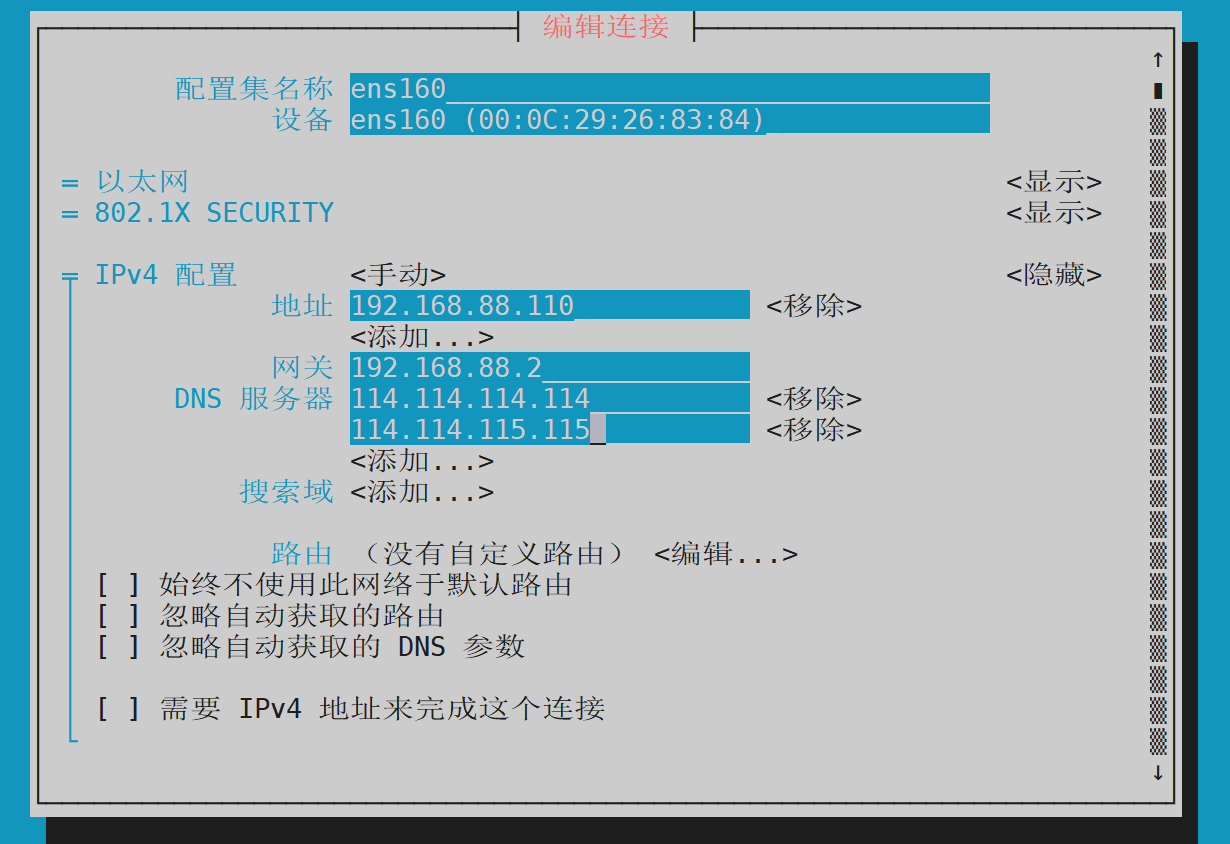 编辑连接
配置集名称 ens160
设备 ens160 (00:0C:29:26:83:84)
= 以太网 <显示>
= 802.1X SECURITY <显示>
IPv4 配置 <手动> <隐藏>
地址 192.168.88.110 <移除>
<添加...>
网关 192.168.88.2
DNS 服务器 114.114.114.114 <移除>
114.114.115.115 <移除>
<添加...>
搜索域 <添加...>
路由 （没有自定义路由） <编辑...>
[ ] 始终不使用此网络于默认路由
[ ] 忽略自动获取的路由
[ ] 忽略自动获取的 DNS 参数
[ ] 需要 IPv4 地址来完成这个连接